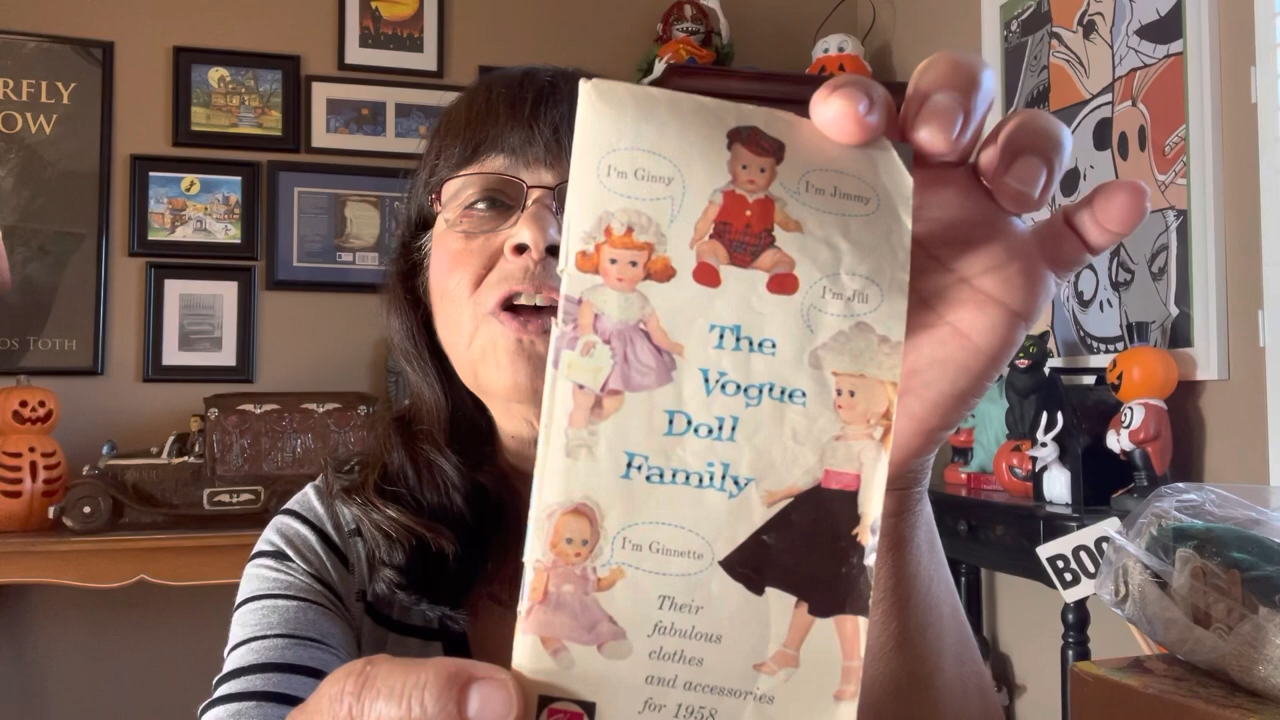 RFLY
OW
OS TOTH
I'm Ginny
I'm Jimmy
I'm Jill
The
Vogue
Doll
Family
I'm Ginnette
Their
fabulous
clothes
and accessories
for 1958
BOO